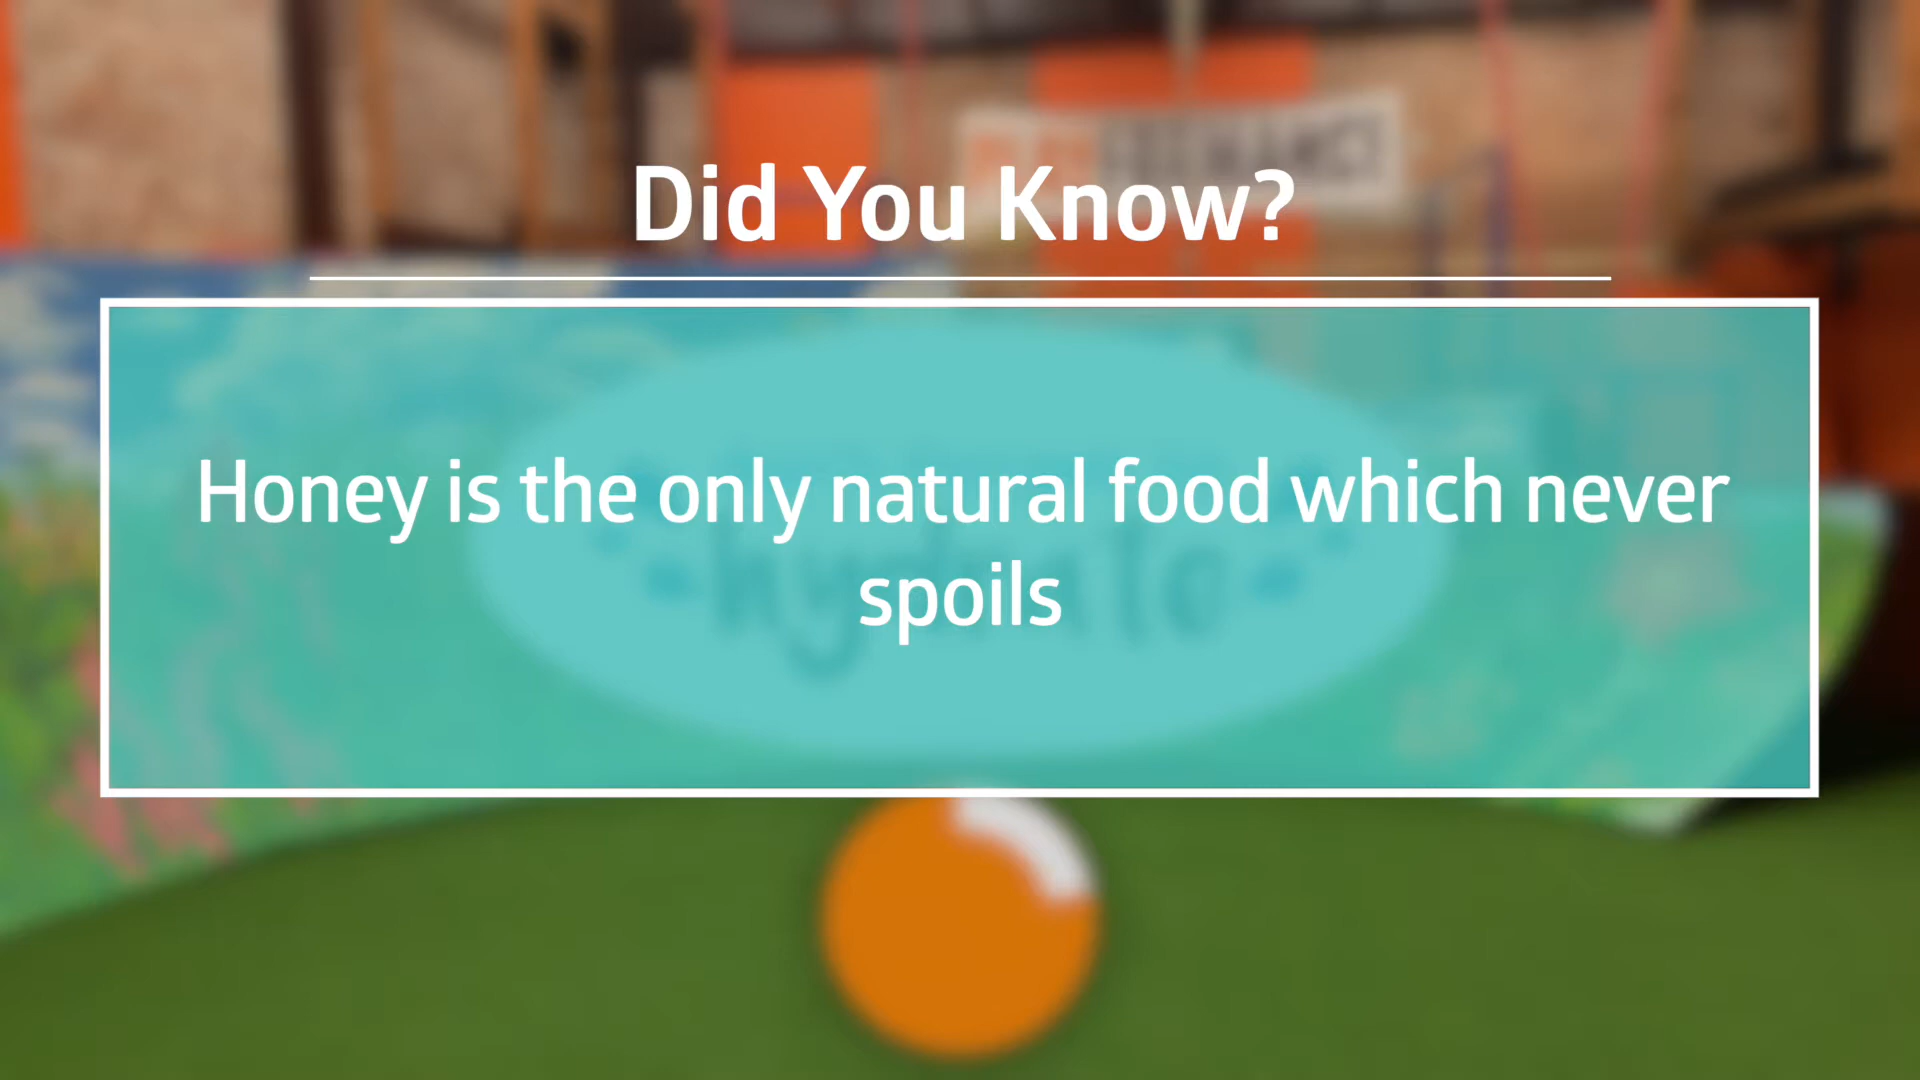 Did You Know?
Honey is the only natural food which never
spoils